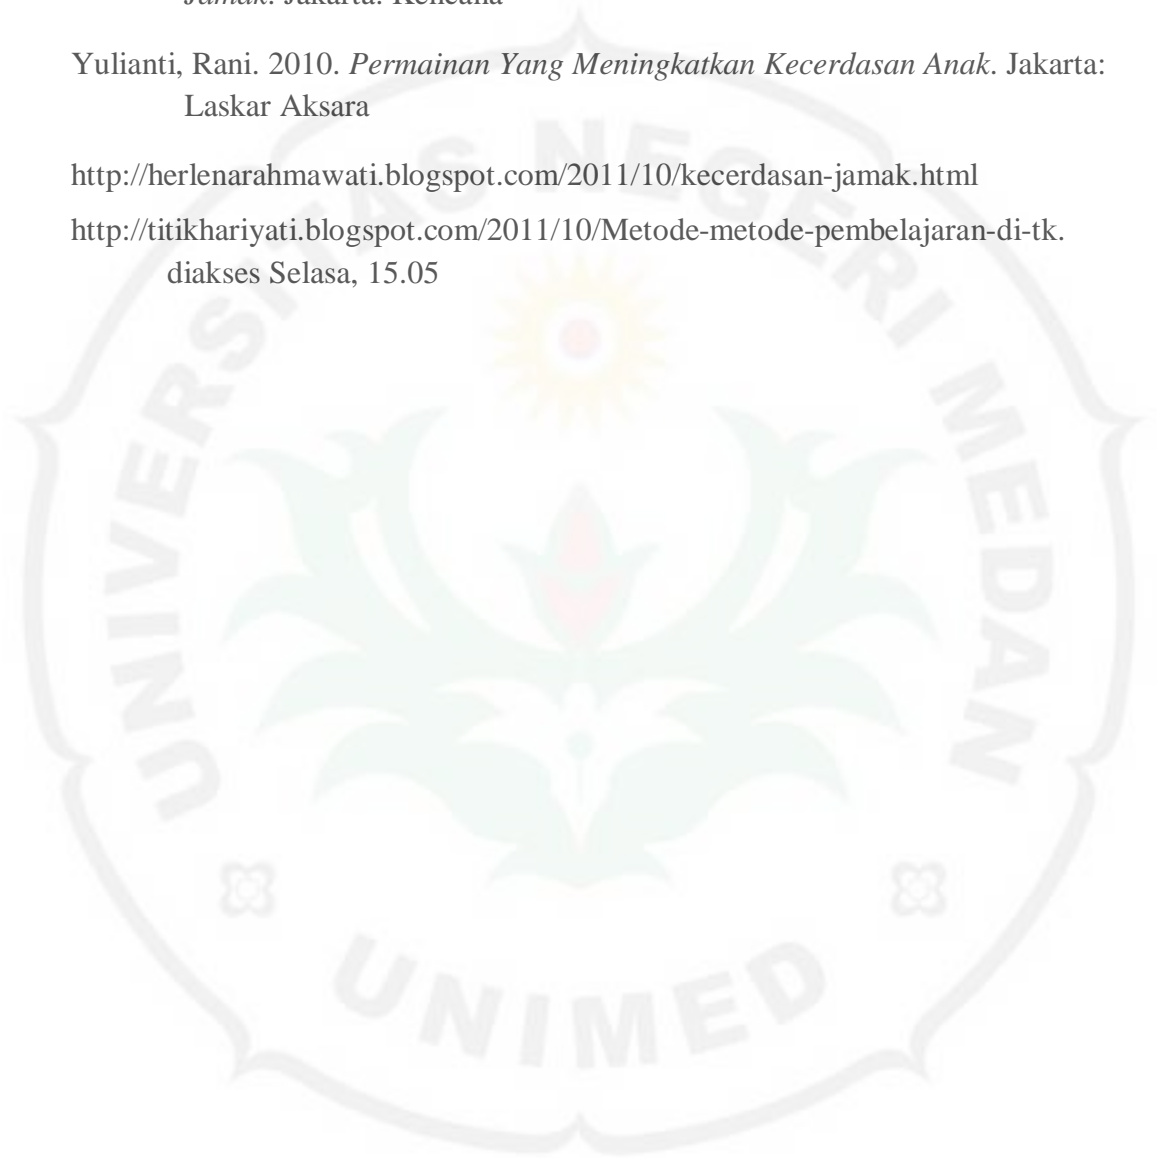 Jamak. Jakarta: Kencana
Yulianti, Rani. 2010. Permainan Yang Meningkatkan Kecerdasan Anak. Jakarta:
Laskar Aksara
http://herlenarahmawati.blogspot.com/2011/10/kecerdasan-jamak.html
http://titikhariyati.blogspot.com/2011/10/Metode-metode-pembelajaran-di-tk.
diakses Selasa, 15.05
UNIVERSITAS NEGERI MEDAN
UNIMED